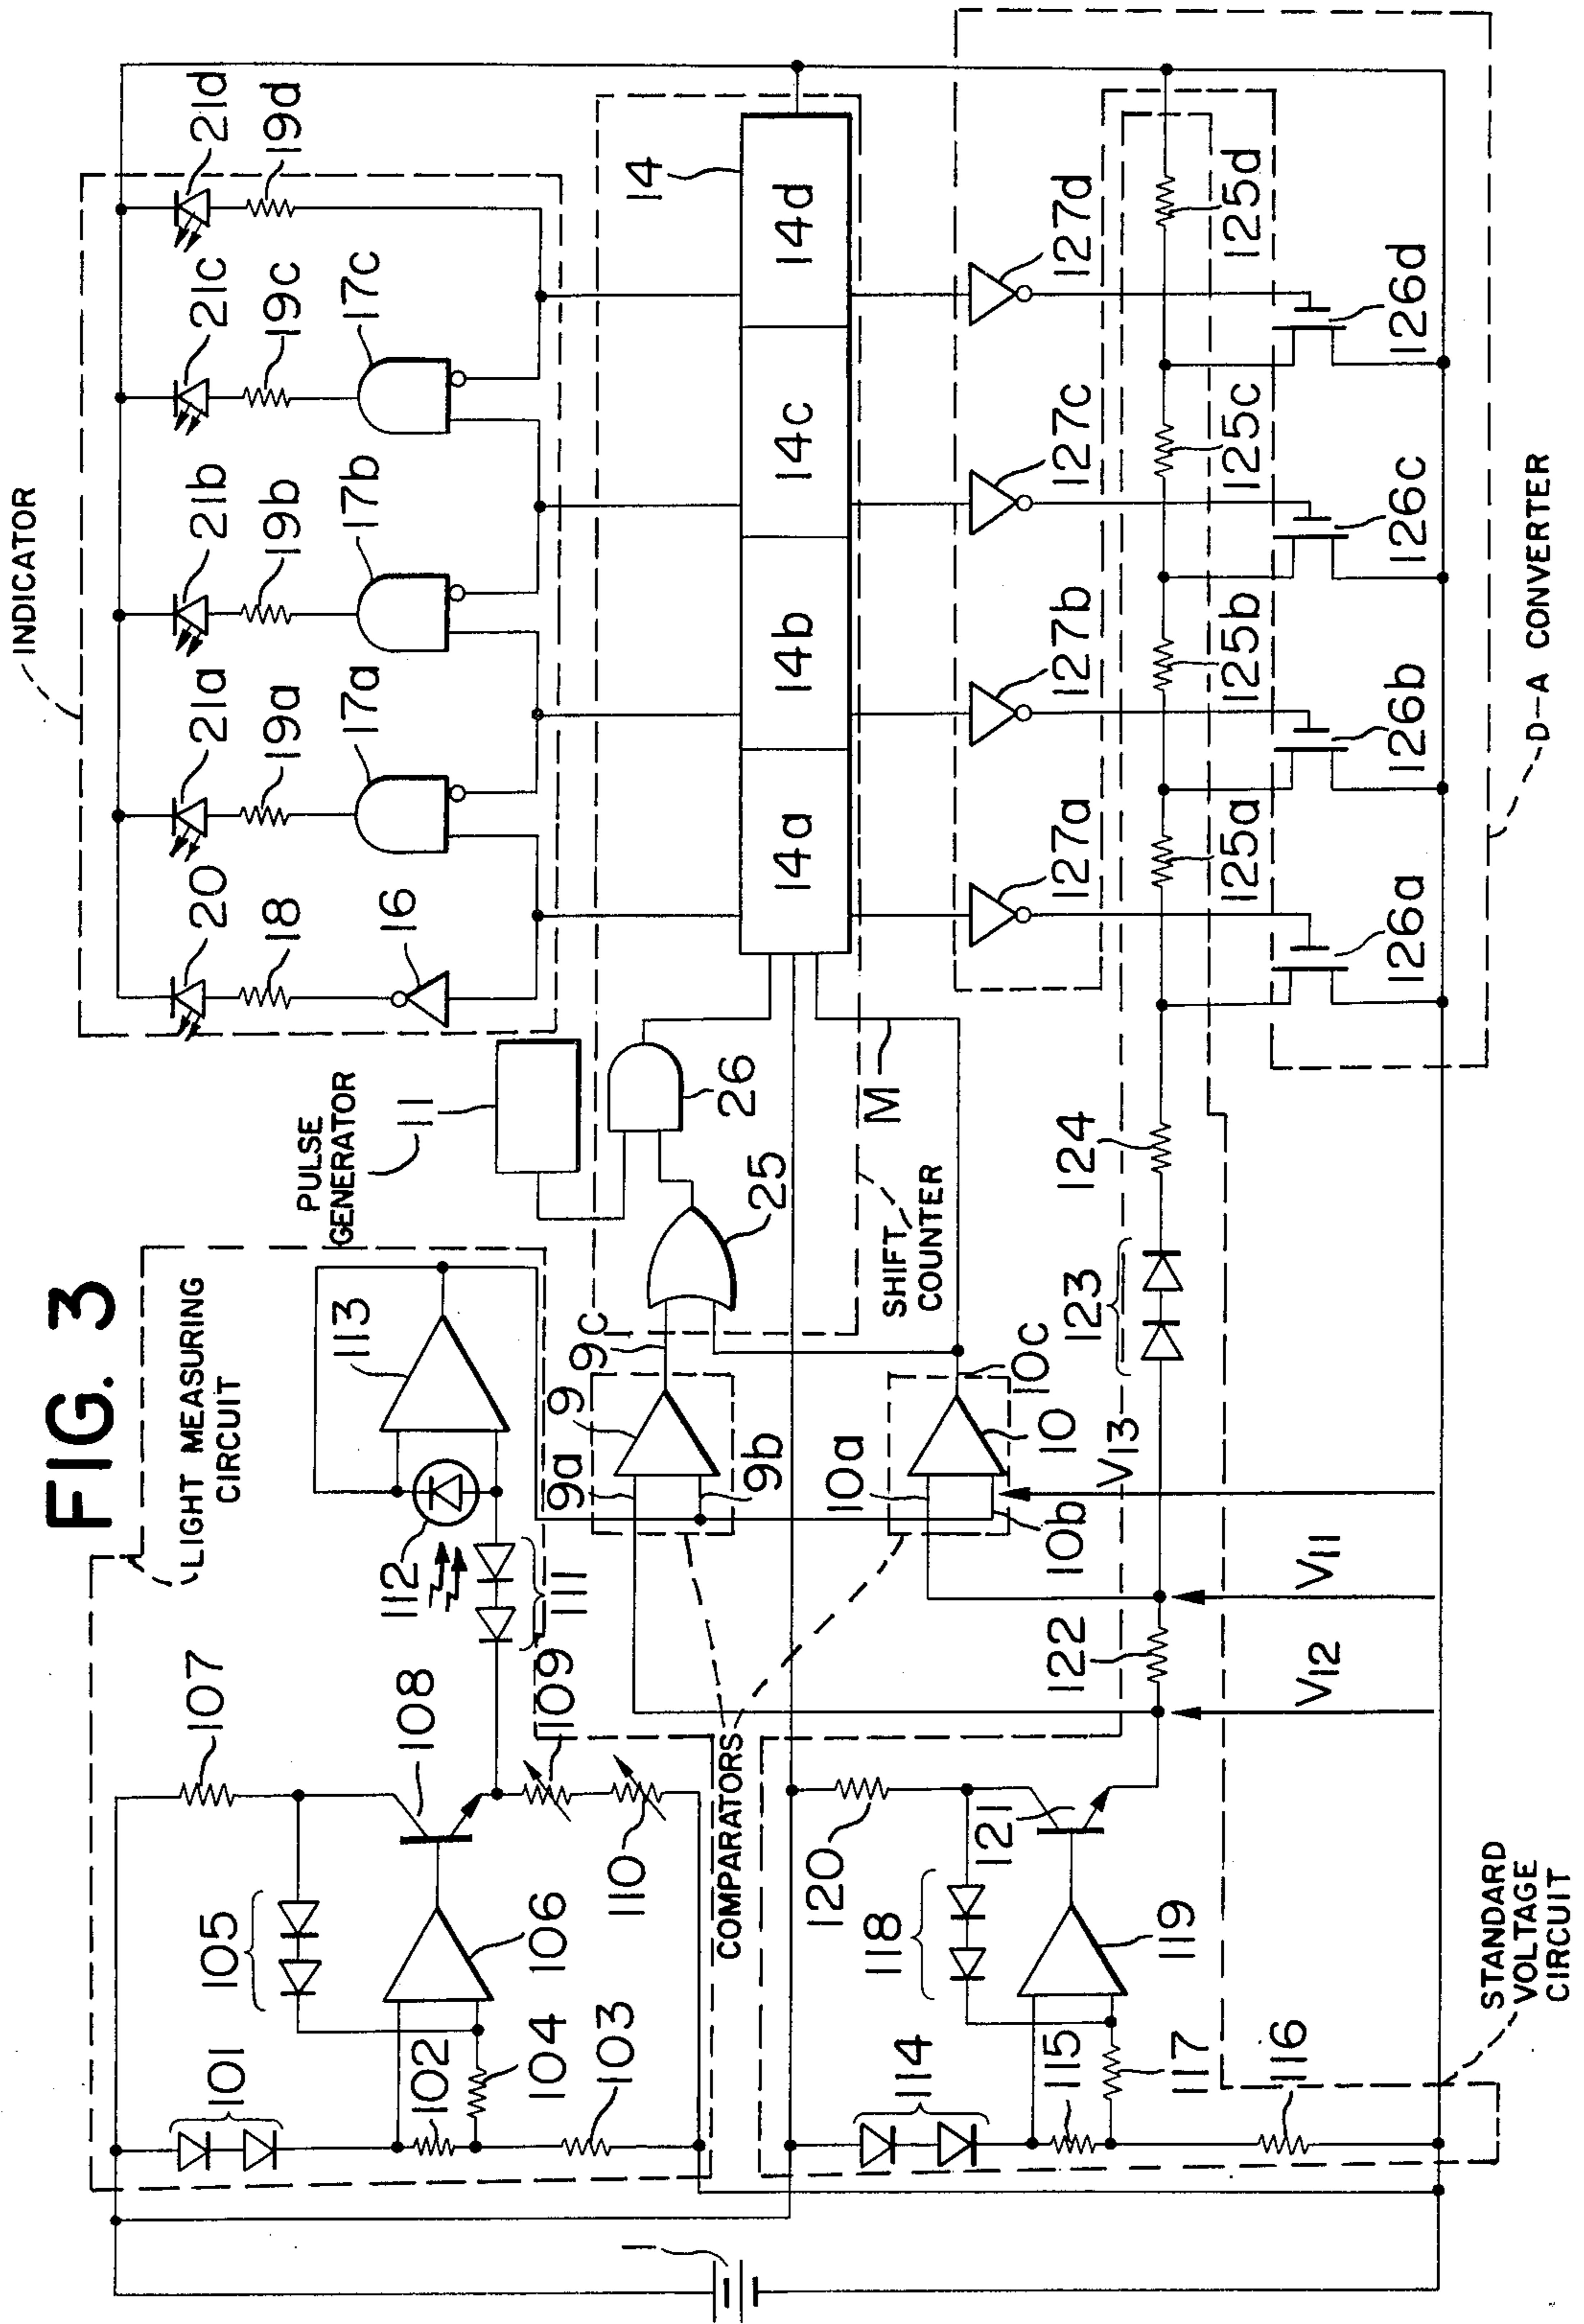 FIG. 3
INDICATOR
20
21a
21b
21c
21d
18
19a
19b
19c
19d
16
17a
17b
17c
PULSE
GENERATOR
11
LIGHT MEASURING
CIRCUIT
113
112
111
107
108
109
110
105
106
101
102
104
103
26
25
SHIFT
COUNTER
14
14a
14b
14c
14d
M
9
9a
9b
9c
10
10a
10b
10c
COMPARATORS
127a
127b
127c
127d
125a
125b
125c
125d
126a
126b
126c
126d
D-A CONVERTER
124
123
122
V13
V11
V12
120
121
118
119
114
115
117
116
STANDARD
VOLTAGE
CIRCUIT
1